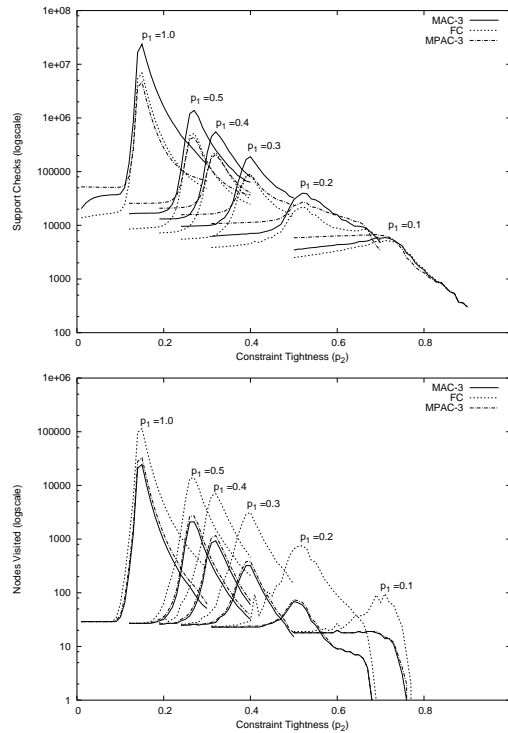 1e+08
1e+07
1e+06
100000
10000
1000
100
0
0.2
0.4
0.6
0.8
Support Checks (logscale)
Constraint Tightness (p2)
MAC-3
FC
MPAC-3
p1=1.0
p1=0.5
p1=0.4
p1=0.3
p1=0.2
p1=0.1
1e+06
100000
10000
1000
100
10
1
0
0.2
0.4
0.6
0.8
Nodes Visited (logscale)
Constraint Tightness (p2)
MAC-3
FC
MPAC-3
p1=1.0
p1=0.5
p1=0.4
p1=0.3
p1=0.2
p1=0.1